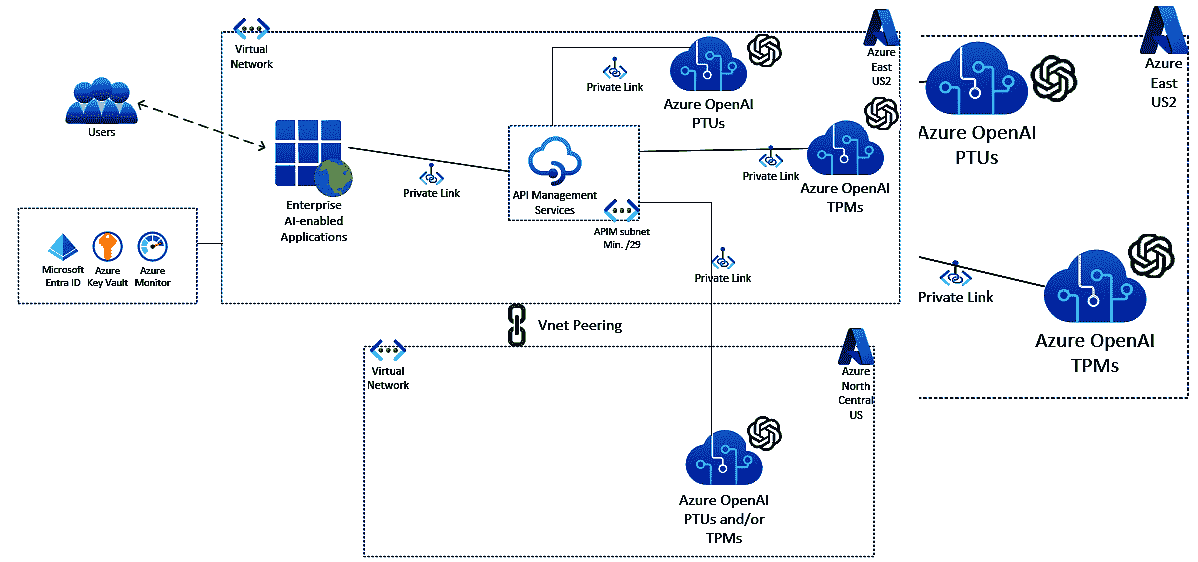 Virtual
Network
Users
Enterprise
AI-enabled
Applications
Private Link
API Management
Services
APIM subnet
Min. /29
Private Link
Azure OpenAI
PTUs
Azure
East
US2
Private Link
Azure OpenAI
TPMs
Private Link
Microsoft
Entra ID
Azure
Key Vault
Azure
Monitor
Vnet Peering
Virtual
Network
Azure
North
Central
US
Azure OpenAI
PTUs and/or
TPMs
Azure
East
US2
Azure OpenAI
PTUs
Private Link
Azure OpenAI
TPMs